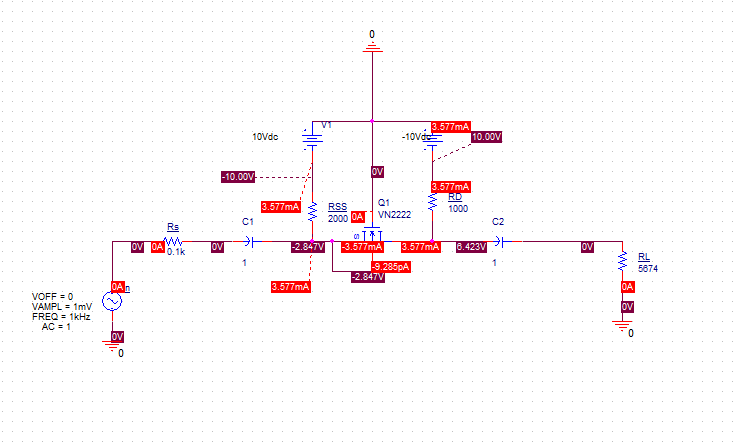 0
V1
10Vdc
-10Vdc
3.577mA
10.00V
0V
-10.00V
3.577mA
3.577mA
RSS
2000
0A
Q1
VN2222
RD
1000
Rs
C1
C2
S
0V
0A
0.1k
0V
-2.847V
-3.577mA
3.577mA
6.423V
0V
RL
5674
1
-9.285pA
-2.847V
1
3.577mA
0A
n
0A
VOFF = 0
VAMPL = 1mV
FREQ = 1kHz
AC = 1
0V
0V
0
0